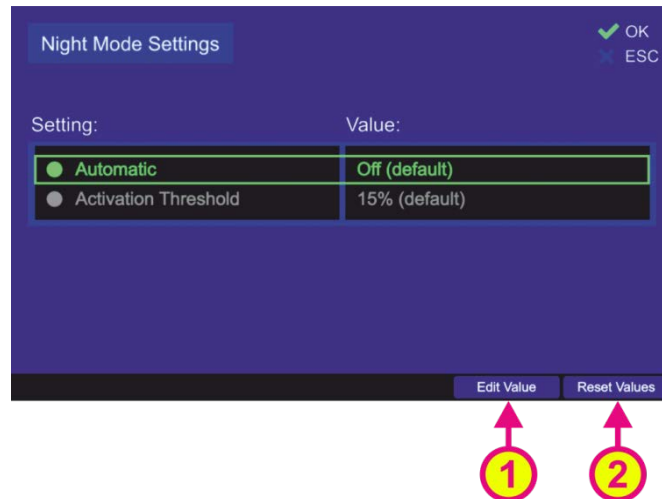 Night Mode Settings
OK
ESC
Setting: Value:
Automatic Off (default)
Activation Threshold 15% (default)
Edit Value Reset Values
1 2